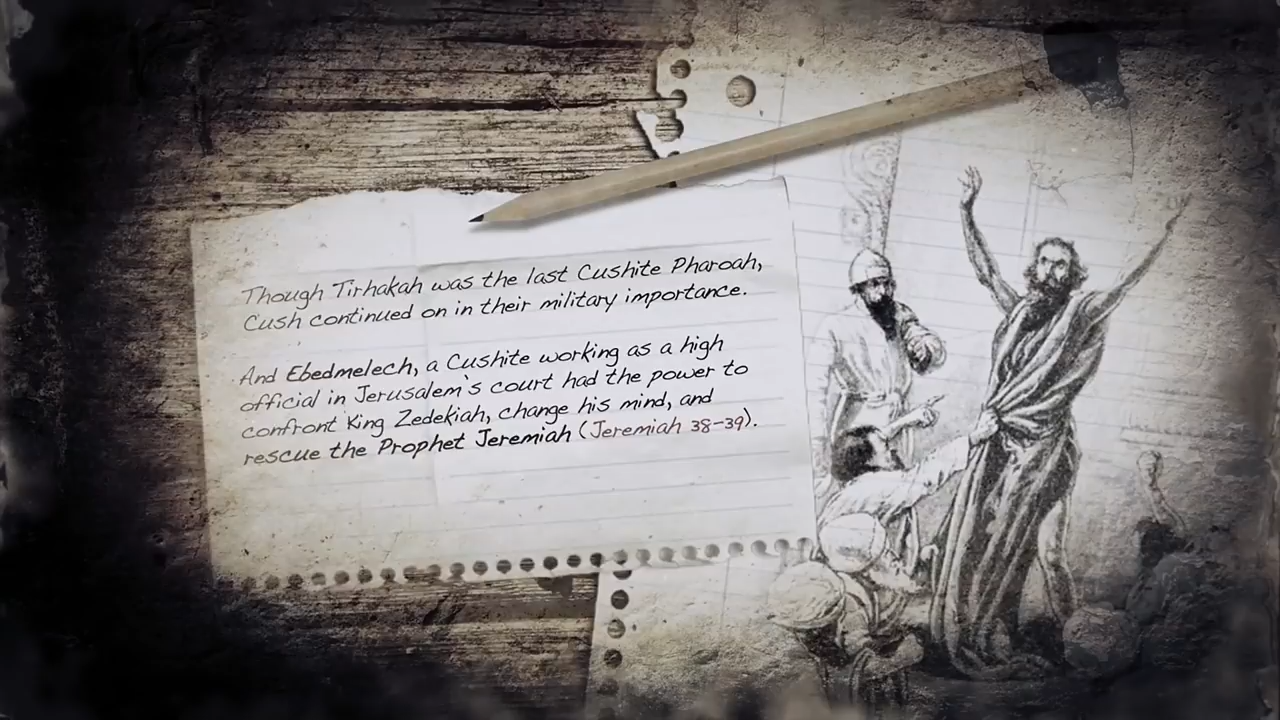 Though Tirhakah was the last Cushite Pharoah,
Cush continued on in their military importance.
And Ebedmelech, a Cushite working as a high
official in Jerusalem's court had the power to
confront King Zedekiah, change his mind, and
rescue the Prophet Jeremiah (Jeremiah 38-39).